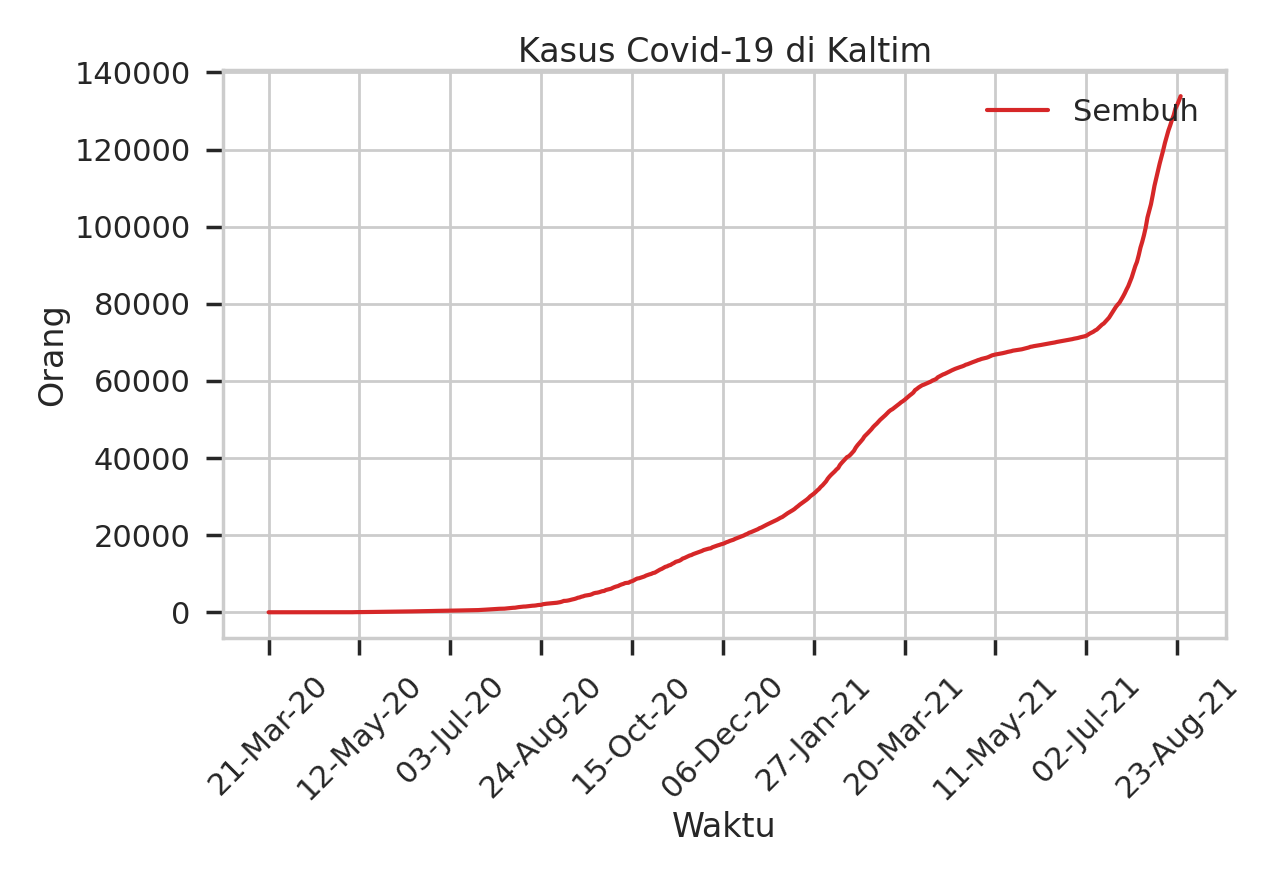 Kasus Covid-19 di Kaltim
140000
120000
100000
80000
60000
40000
20000
0
Orang
Sembuh
21-Mar-20
12-May-20
03-Jul-20
24-Aug-20
15-Oct-20
06-Dec-20
27-Jan-21
20-Mar-21
11-May-21
02-Jul-21
23-Aug-21
Waktu